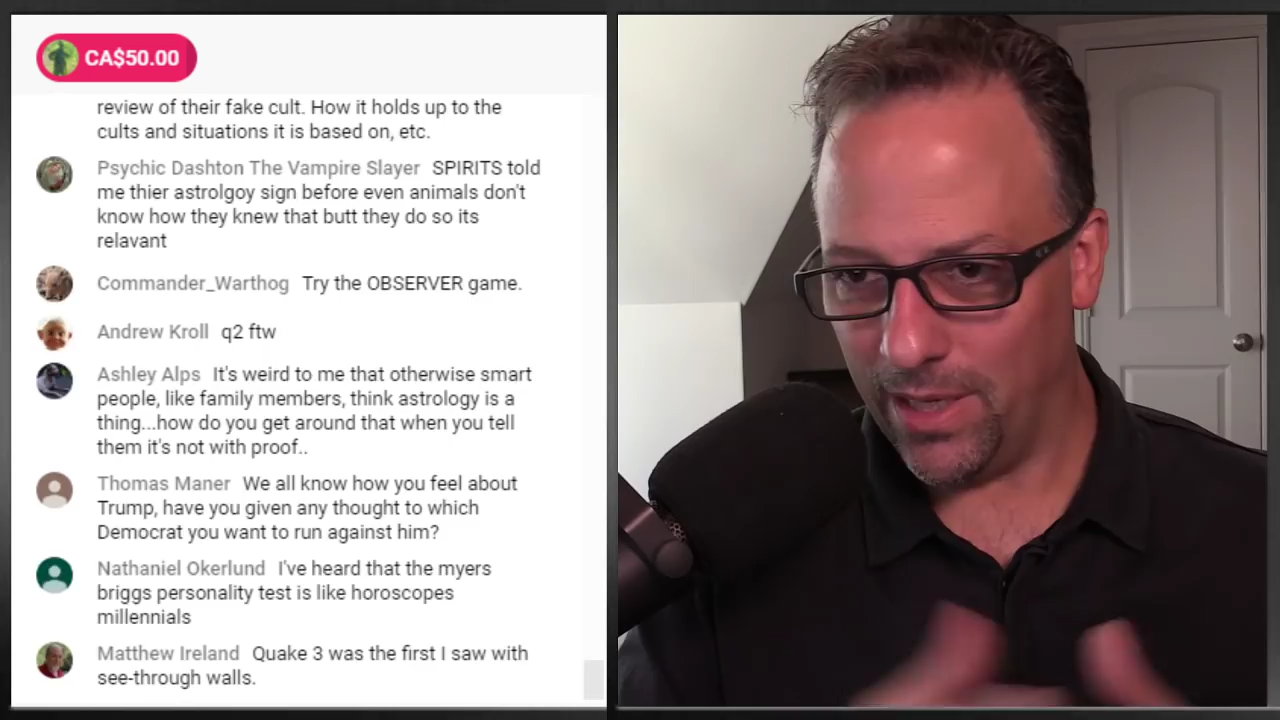 CA$50.00
review of their fake cult. How it holds up to the
cults and situations it is based on, etc.
Psychic Dashton The Vampire Slayer SPIRITS told
me thier astrolgoy sign before even animals don't
know how they knew that butt they do so its
relavant
Commander_Warthog Try the OBSERVER game.
Andrew Kroll q2 ftw
Ashley Alps It's weird to me that otherwise smart
people, like family members, think astrology is a
thing...how do you get around that when you tell
them it's not with proof..
Thomas Maner We all know how you feel about
Trump, have you given any thought to which
Democrat you want to run against him?
Nathaniel Okerlund I've heard that the myers
briggs personality test is like horoscopes
millennials
Matthew Ireland Quake 3 was the first I saw with
see-through walls.